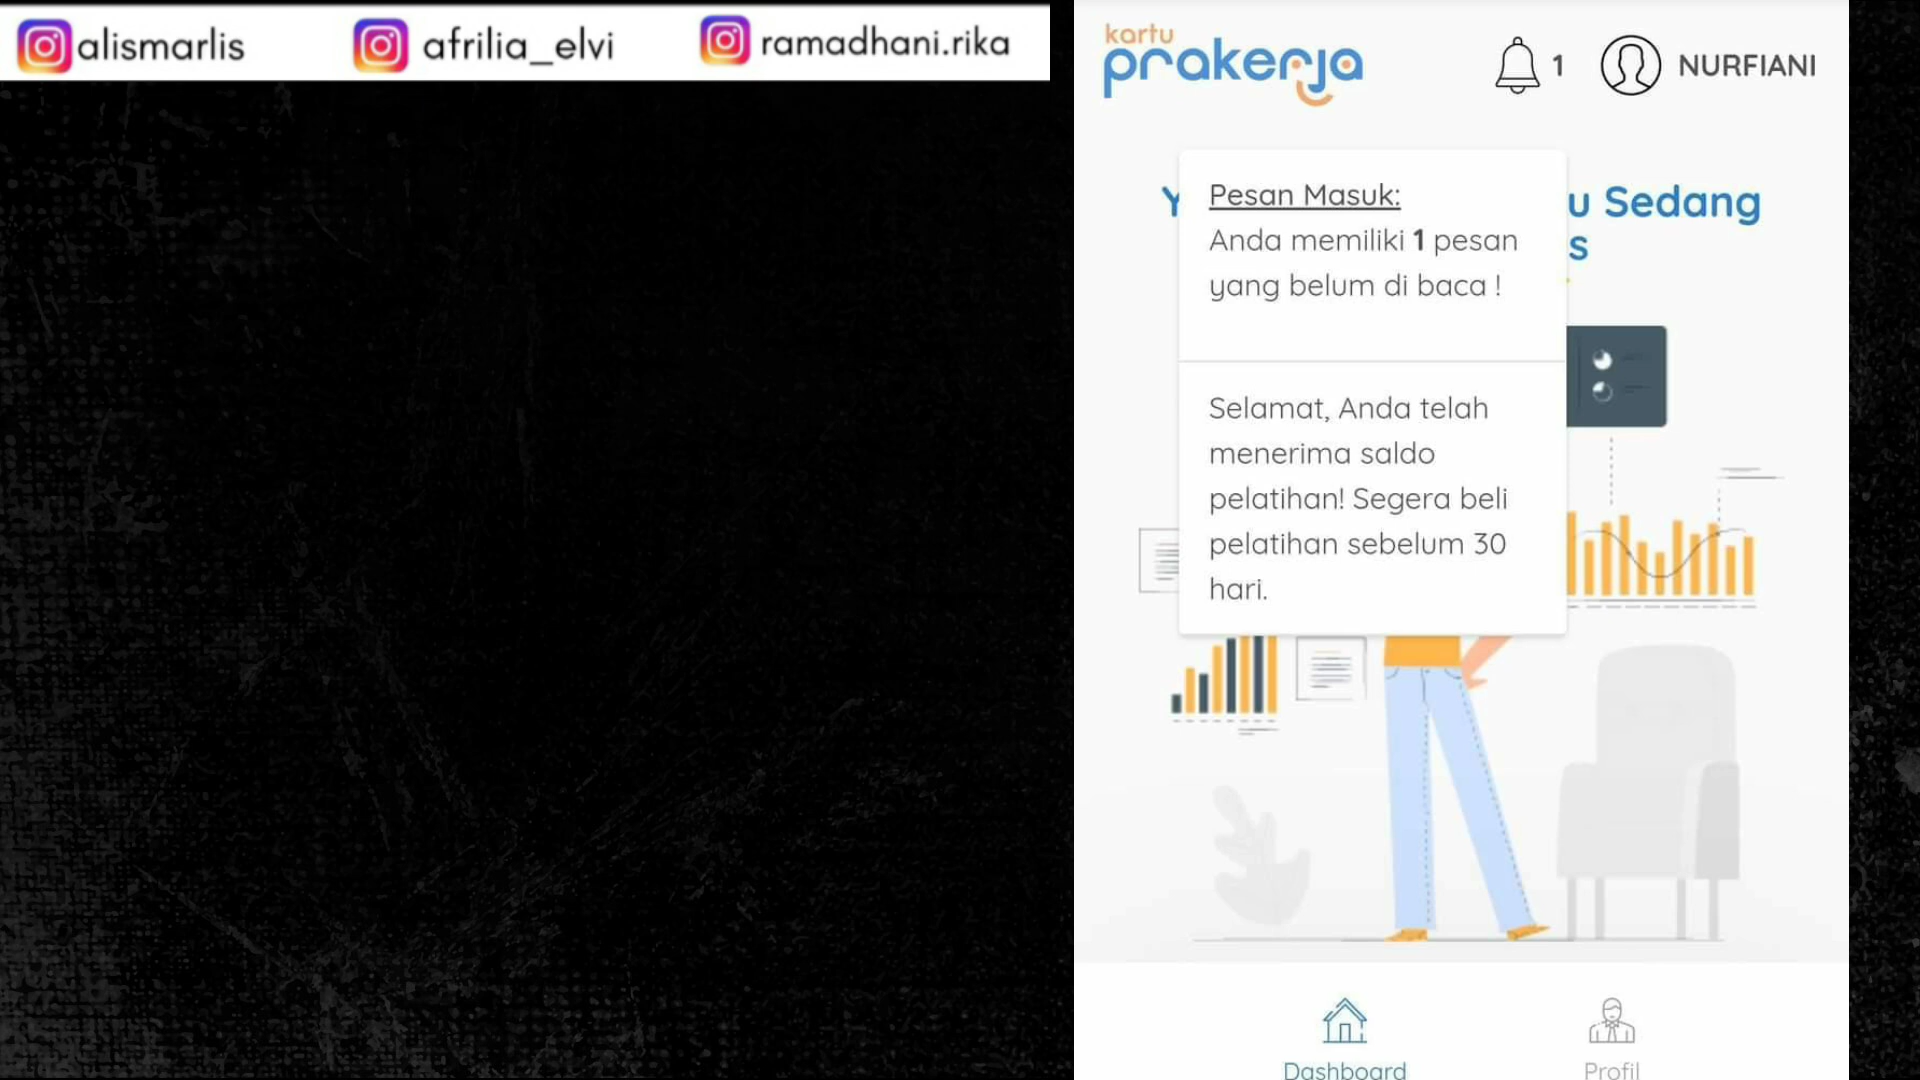 alismarlis
afrilia_elvi
ramadhani.rika
kartu
prakerja
1
NURFIANI
Y
u Sedang
s
Pesan Masuk:
Anda memiliki 1 pesan
yang belum di baca !
Selamat, Anda telah
menerima saldo
pelatihan! Segera beli
pelatihan sebelum 30
hari.
Dashboard
Profil